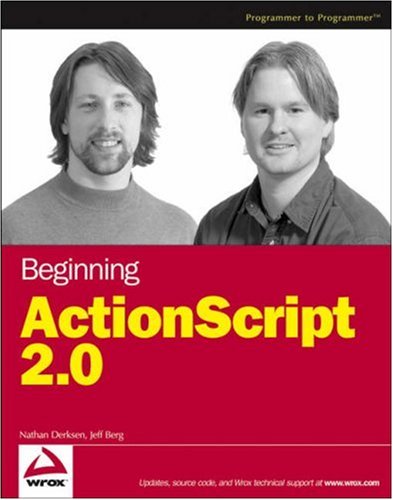 Programmer to Programmer™
Beginning
ActionScript
2.0
Nathan Derksen, Jeff Berg
wrox
Updates, source code, and Wrox technical support at www.wrox.com